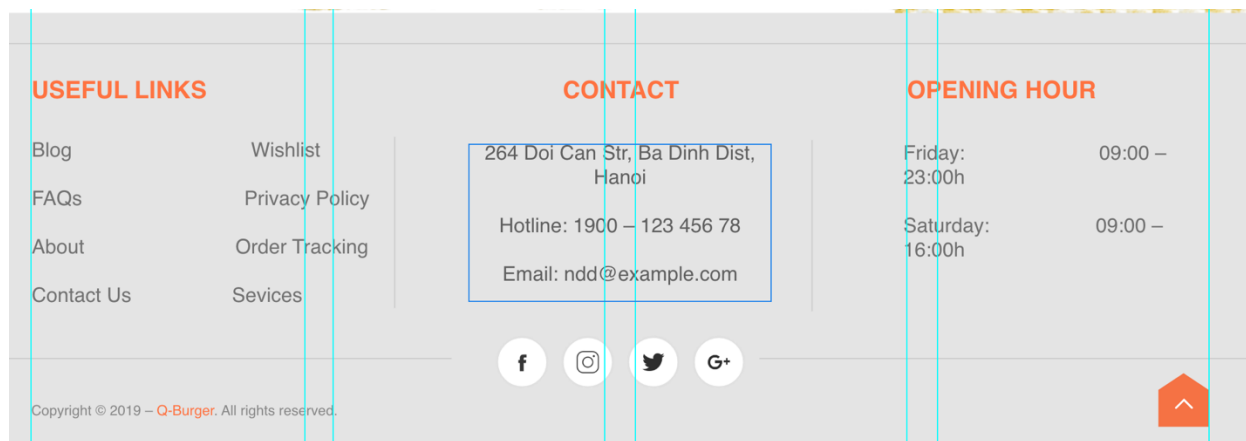 USEFUL LINKS
Blog Wishlist
FAQs Privacy Policy
About Order Tracking
Contact Us Sevices
CONTACT
264 Doi Can Str, Ba Dinh Dist,
Hanoi
Hotline: 1900 – 123 456 78
Email: ndd@example.com
OPENING HOUR
Friday: 09:00 –
23:00h
Saturday: 09:00 –
16:00h
f
G+
Copyright © 2019 – Q-Burger. All rights reserved.